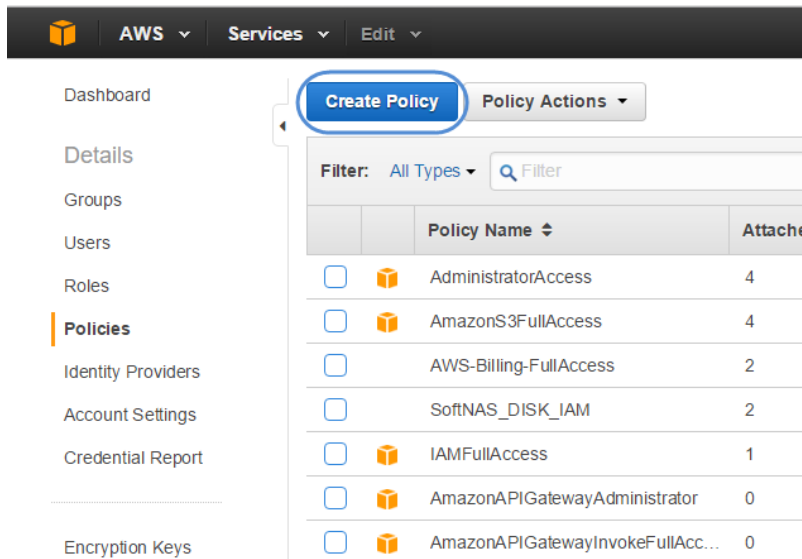 AWS Services Edit
Dashboard
Details
Groups
Users
Roles
Policies
Identity Providers
Account Settings
Credential Report
Encryption Keys
Create Policy Policy Actions
Filter: All Types Filter
Policy Name Attache
AdministratorAccess 4
AmazonS3FullAccess 4
AWS-Billing-FullAccess 2
SoftNAS_DISK_IAM 2
IAMFullAccess 1
AmazonAPIGatewayAdministrator 0
AmazonAPIGatewayInvokeFullAcc... 0